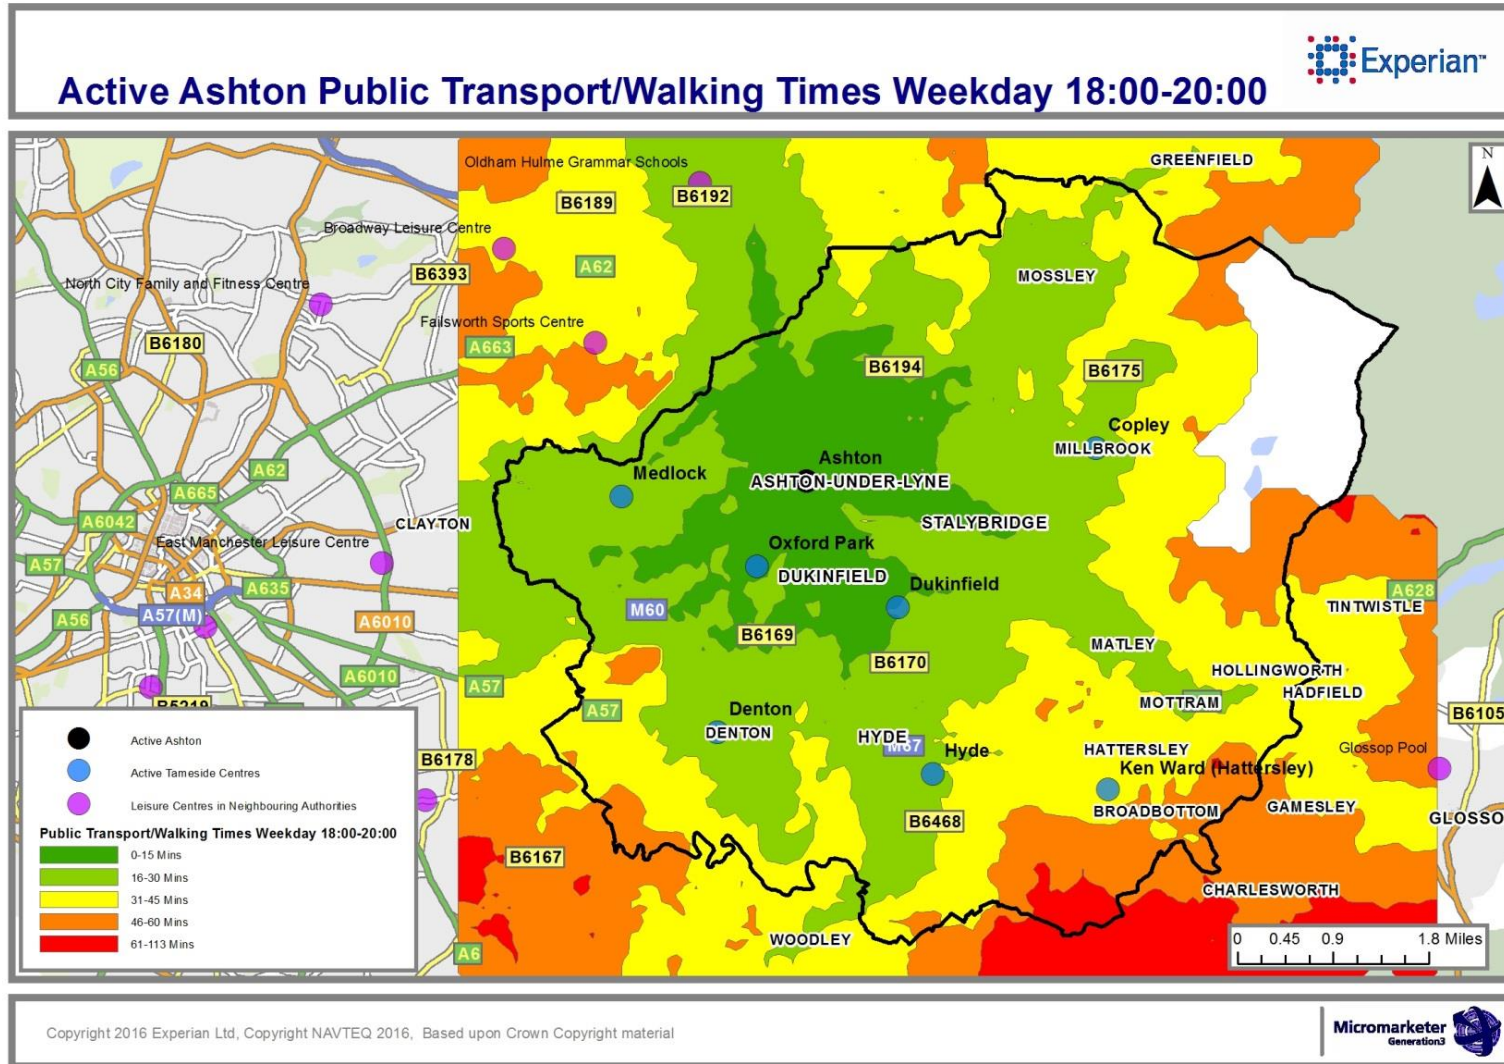 Active Ashton Public Transport/Walking Times Weekday 18:00-20:00
Experian™
Oldham Hulme Grammar Schools
GREENFIELD
N
B6192
B6189
Broadway Leisure Centre
B6393
A62
MOSSLEY
North City Family and Fitness Centre
Failsworth Sports Centre
B6180
A663
A56
B6194
B6175
Copley
MILLBROOK
Ashton
ASHTON-UNDER-LYNE
Medlock
A62
A665
A6042
CLAYTON
STALYBRIDGE
East Manchester Leisure Centre
Oxford Park
DUKINFIELD
Dukinfield
A57
A34
A635
A628
TINTWISTLE
A56
A57(M)
A6010
M60
B6169
MATLEY
B6170
HOLLINGWORTH
HADFIELD
A6010
A57
MOTTRAM
B5219
A57
Denton
DENTON
B6105
HYDE
M67
Hyde
HATTERSLEY
Glossop Pool
B6178
Ken Ward (Hattersley)
BROADBOTTOM
GAMESLEY
GLOSSO
B6468
B6167
CHARLESWORTH
WOODLEY
A6
Active Ashton
Active Tameside Centres
Leisure Centres in Neighbouring Authorities
Public Transport/Walking Times Weekday 18:00-20:00
0-15 Mins
16-30 Mins
31-45 Mins
46-60 Mins
61-113 Mins
0 0.45 0.9 1.8 Miles
Copyright 2016 Experian Ltd, Copyright NAVTEQ 2016, Based upon Crown Copyright material
Micromarketer
Generation3